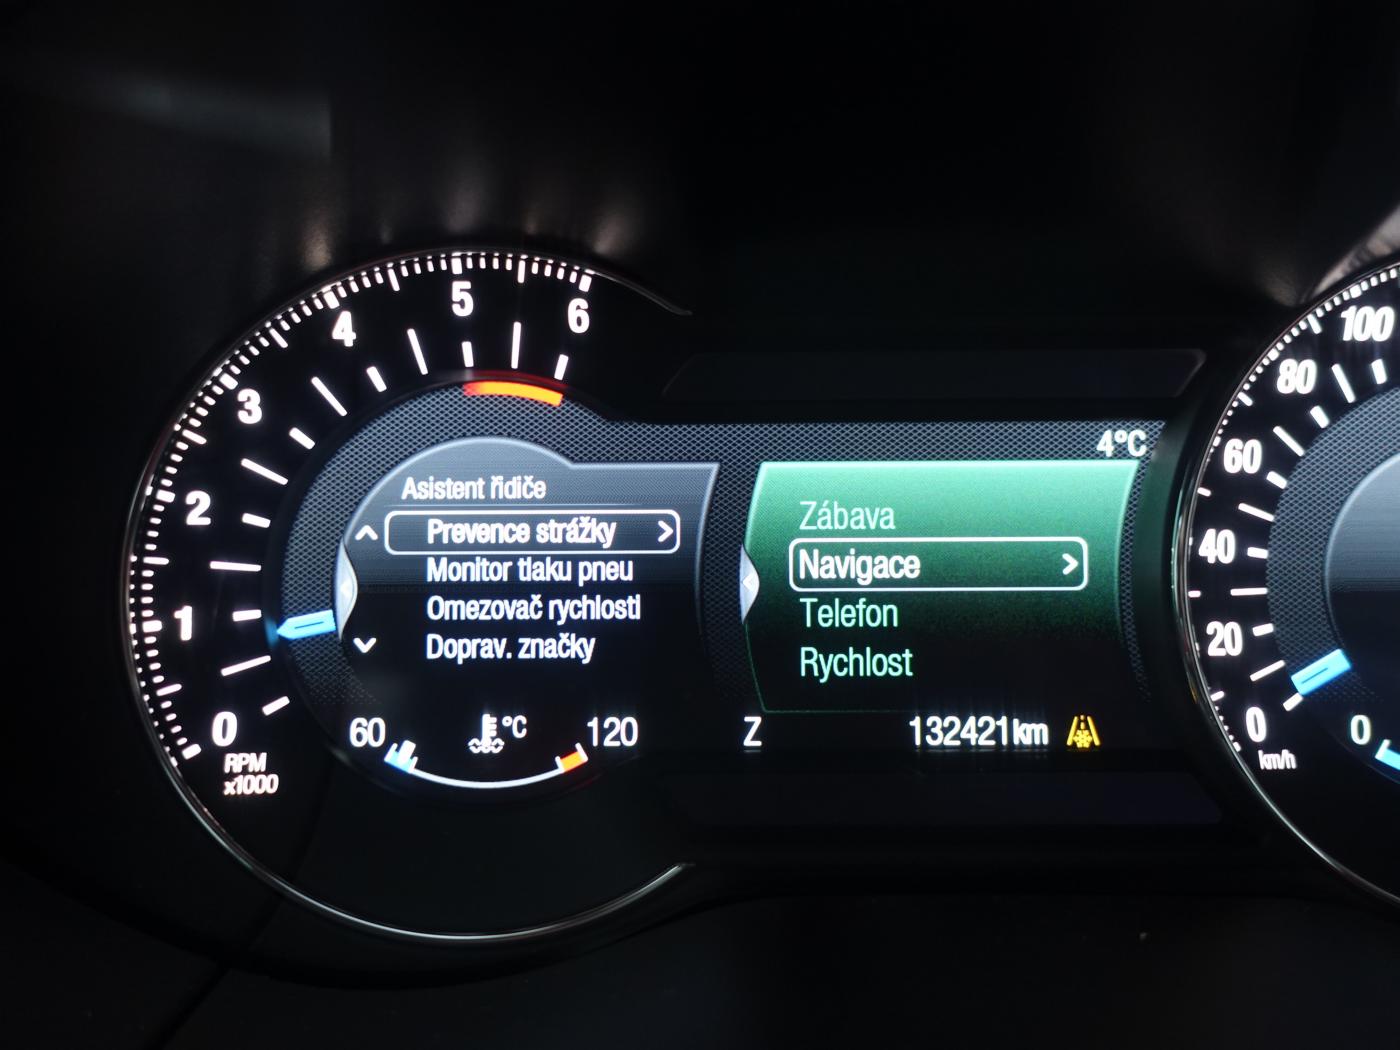 0
1
2
3
4
5
6
RPM
x1000
Asistent řidiče
Prevence strážky
Monitor tlaku pneu
Omezovač rychlosti
Doprav. značky
60
°C
120
4°C
Zábava
Navigace
Telefon
Rychlost
Z
132421km
0
20
40
60
80
100
km/h
0